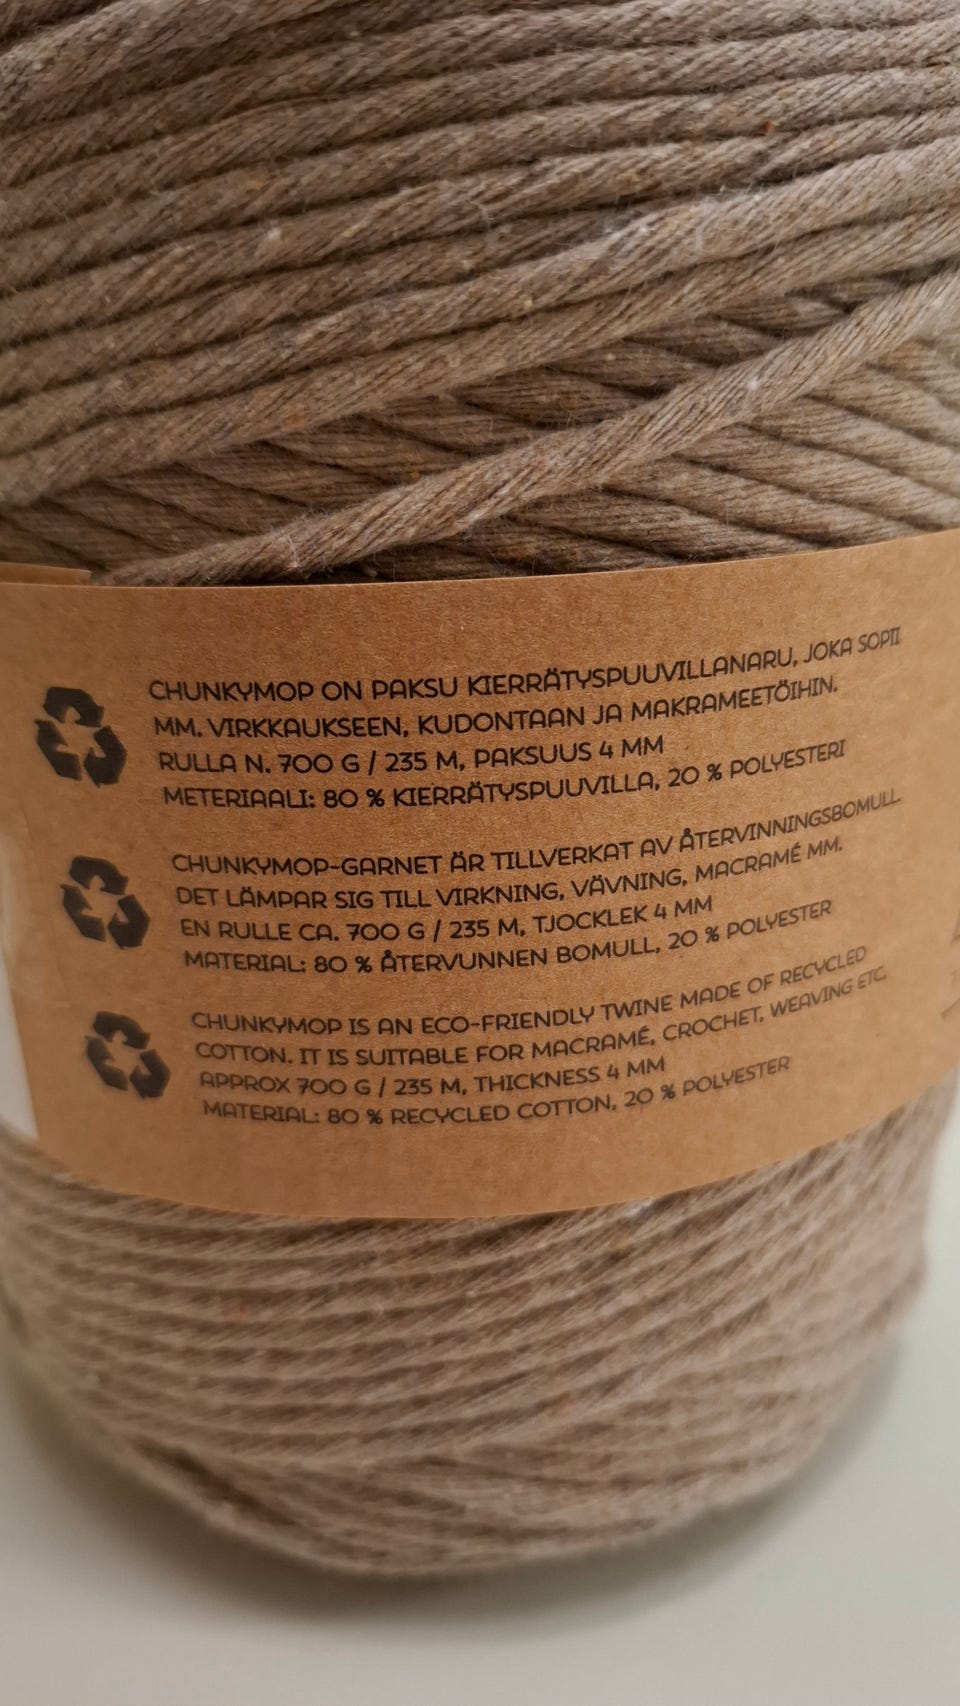 CHUNKYMOP ON PAKSU KIERRÄTYSPUUVILLANARU, JOKA SOPII
MM. VIRKKAUKSEEN, KUDONTAAN JA MAKRAMEETÖIHIN.
RULLA N. 700 G / 235 M, PAKSUUS 4 MM
METERIAALI: 80 % KIERRÄTYSPUUVILLA, 20 % POLYESTERI
CHUNKYMOP-GARNET ÄR TILLVERKAT AV ÅTERVINNINGSBOMULL.
DET LÄMPAR SIG TILL VIRKNING, VÄVNING, MACRAMÉ MM.
EN RULLE CA. 700 G / 235 M, TJOCKLEK 4 MM
MATERIAL: 80 % ÅTERVUNNEN BOMULL, 20 % POLYESTER
CHUNKYMOP IS AN ECO-FRIENDLY TWINE MADE OF RECYCLED
COTTON. IT IS SUITABLE FOR MACRAMÉ, CROCHET, WEAVING ETC.
APPROX 700 G / 235 M, THICKNESS 4 MM
MATERIAL: 80 % RECYCLED COTTON, 20 % POLYESTER